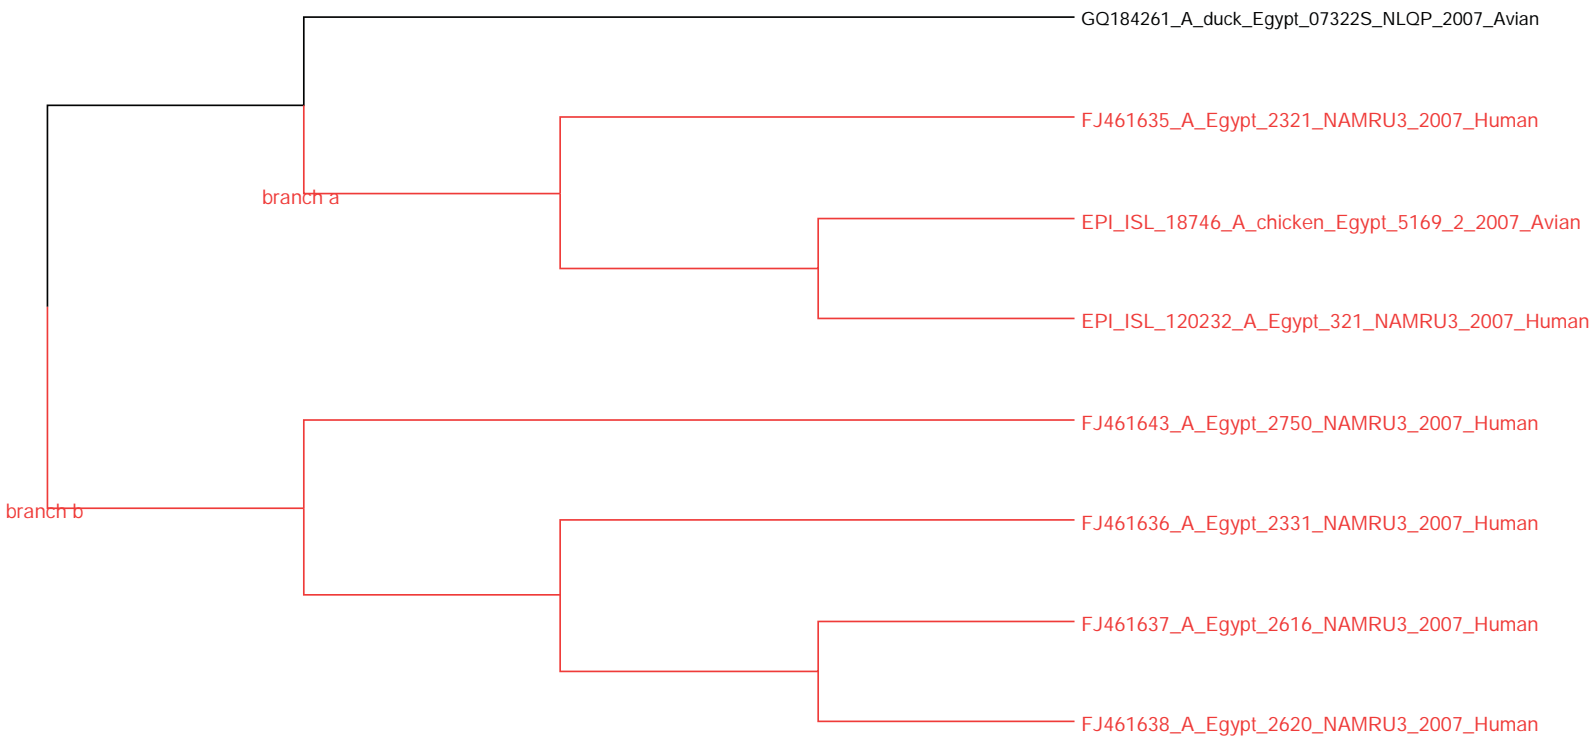 GQ184261_A_duck_Egypt_07322S_NLQP_2007_Avian
FJ461635_A_Egypt_2321_NAMRU3_2007_Human
branch a
EPI_ISL_18746_A_chicken_Egypt_5169_2_2007_Avian
EPI_ISL_120232_A_Egypt_321_NAMRU3_2007_Human
FJ461643_A_Egypt_2750_NAMRU3_2007_Human
branch b
FJ461636_A_Egypt_2331_NAMRU3_2007_Human
FJ461637_A_Egypt_2616_NAMRU3_2007_Human
FJ461638_A_Egypt_2620_NAMRU3_2007_Human